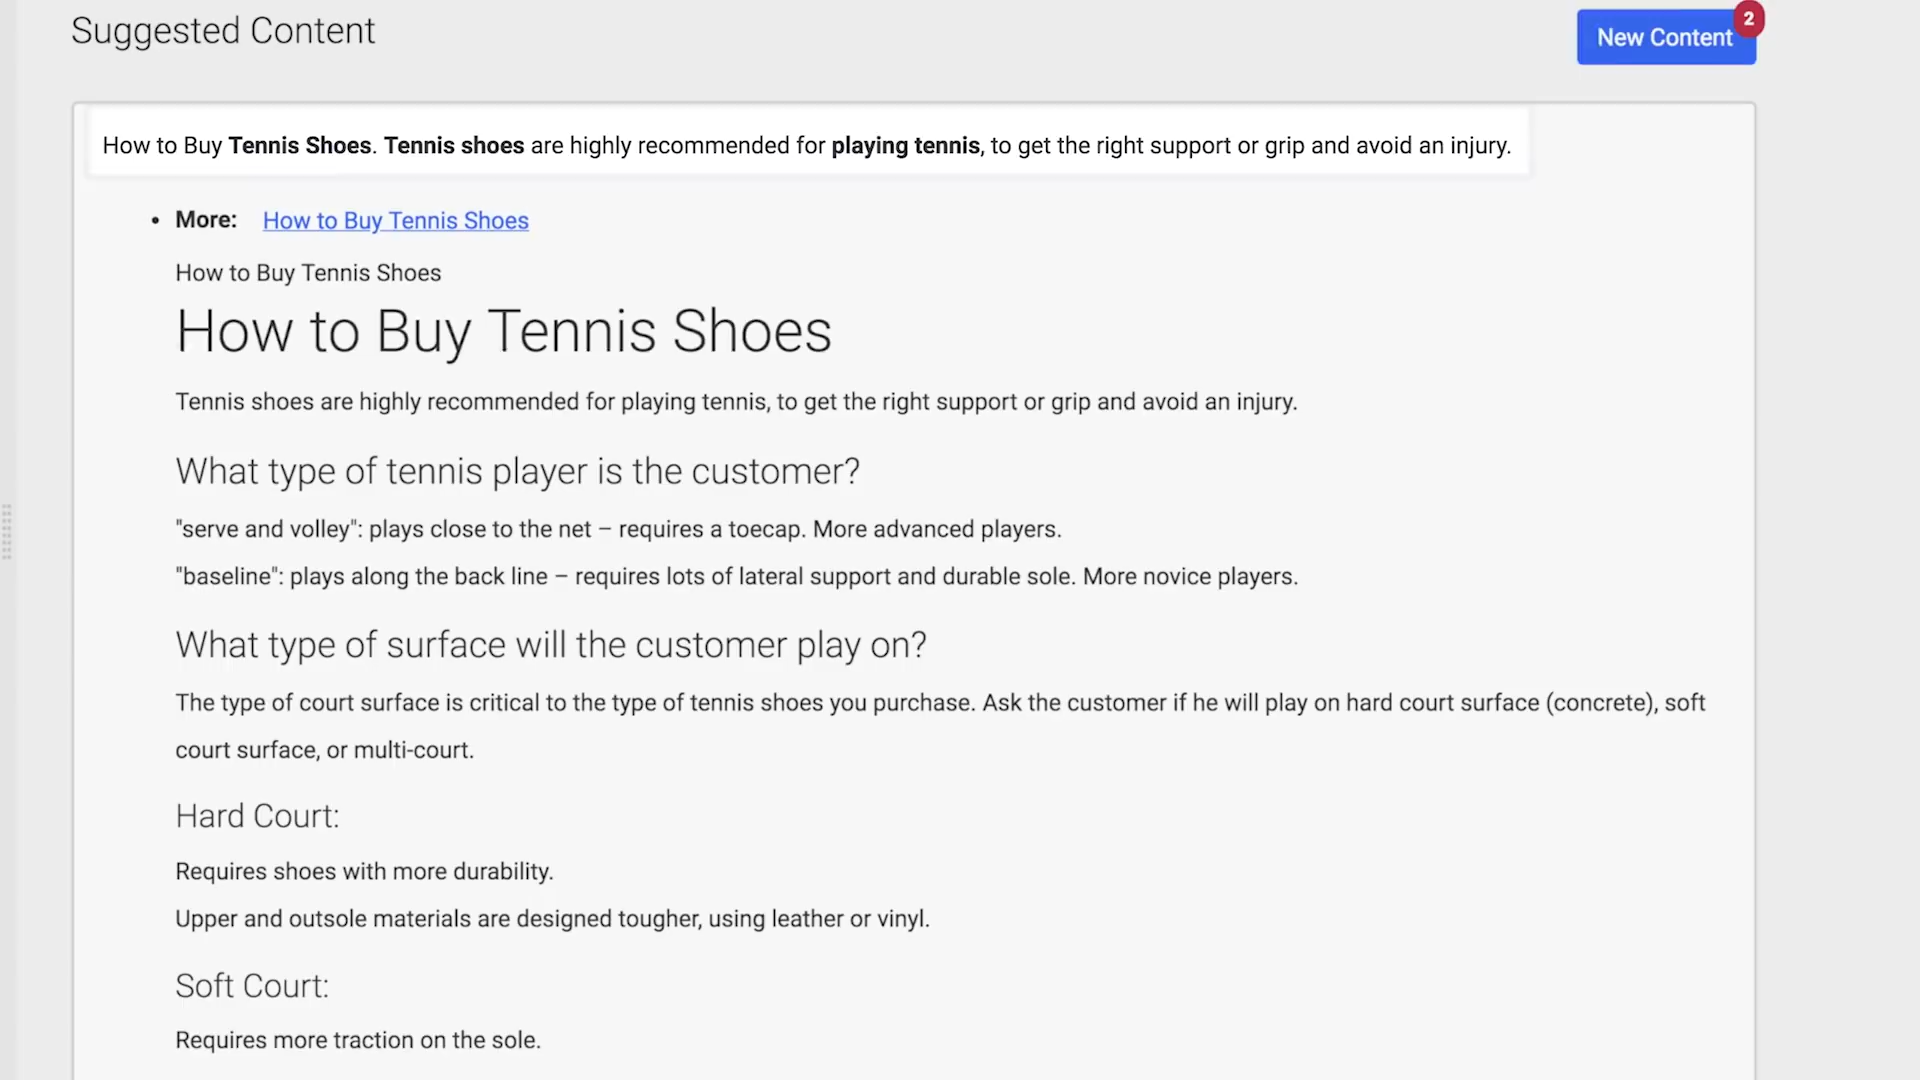 Suggested Content
New Content
2
How to Buy Tennis Shoes. Tennis shoes are highly recommended for playing tennis, to get the right support or grip and avoid an injury.
• More: How to Buy Tennis Shoes
How to Buy Tennis Shoes
How to Buy Tennis Shoes
Tennis shoes are highly recommended for playing tennis, to get the right support or grip and avoid an injury.
What type of tennis player is the customer?
"serve and volley": plays close to the net – requires a toecap. More advanced players.
"baseline": plays along the back line – requires lots of lateral support and durable sole. More novice players.
What type of surface will the customer play on?
The type of court surface is critical to the type of tennis shoes you purchase. Ask the customer if he will play on hard court surface (concrete), soft
court surface, or multi-court.
Hard Court:
Requires shoes with more durability.
Upper and outsole materials are designed tougher, using leather or vinyl.
Soft Court:
Requires more traction on the sole.